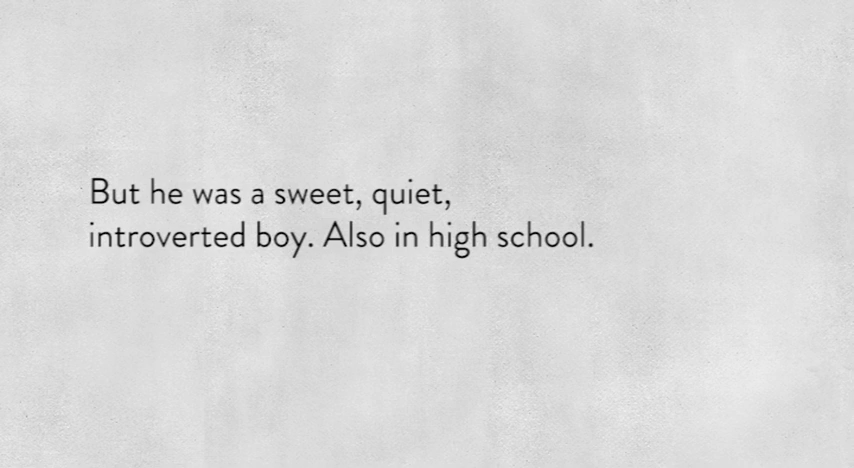 But he was a sweet, quiet,
introverted boy. Also in high school.